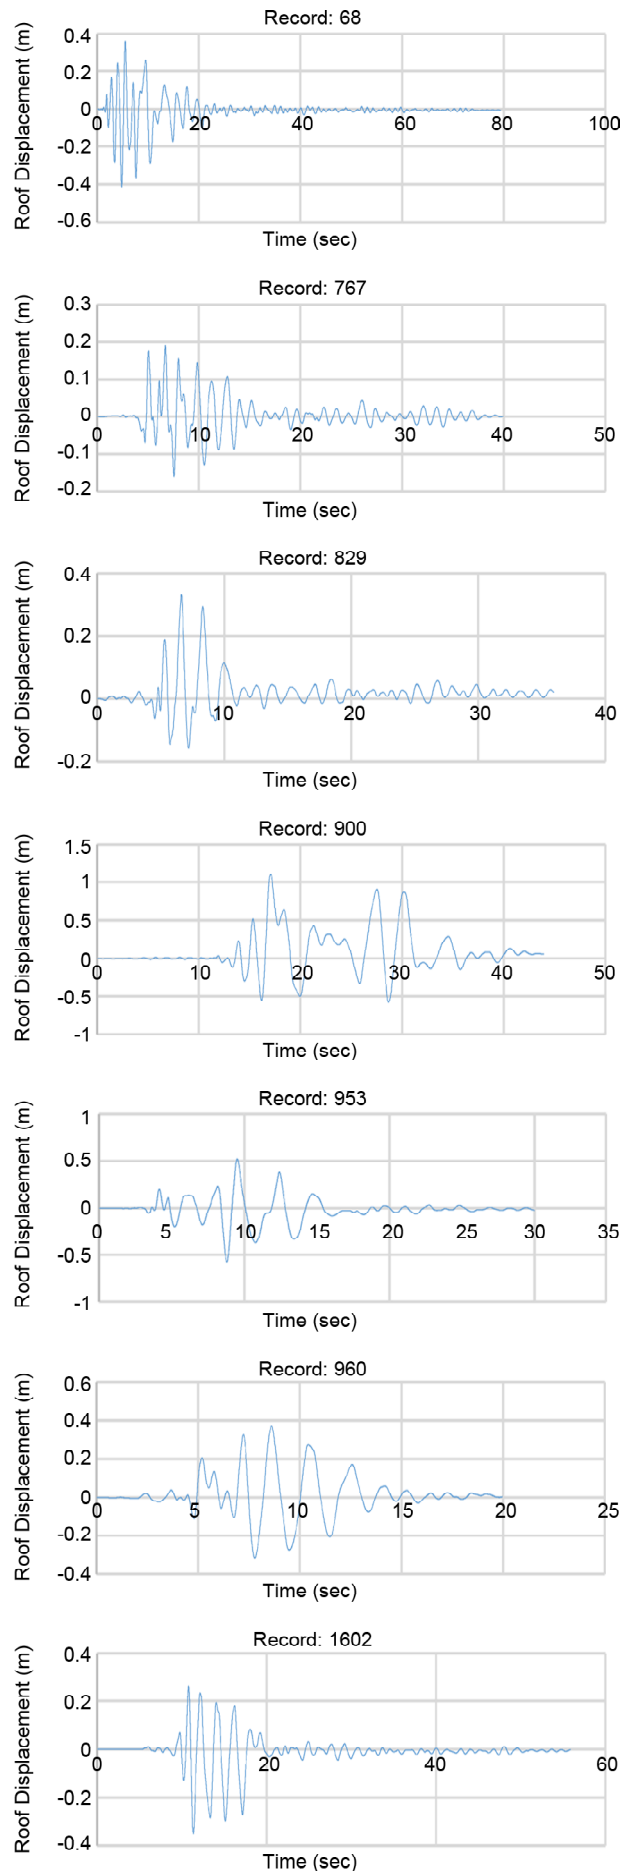 Record: 68
Roof Displacement (m)
0.4
0.2
0
-0.2
-0.4
-0.6
0 20 40 60 80 100
Time (sec)
Record: 767
Roof Displacement (m)
0.3
0.2
0.1
0
-0.1
-0.2
0 10 20 30 40 50
Time (sec)
Record: 829
Roof Displacement (m)
0.4
0.2
0
-0.2
0 10 20 30 40
Time (sec)
Record: 900
Roof Displacement (m)
1.5
1
0.5
0
-0.5
-1
0 10 20 30 40 50
Time (sec)
Record: 953
Roof Displacement (m)
1
0.5
0
-0.5
-1
0 5 10 15 20 25 30 35
Time (sec)
Record: 960
Roof Displacement (m)
0.6
0.4
0.2
0
-0.2
-0.4
0 5 10 15 20 25
Time (sec)
Record: 1602
Roof Displacement (m)
0.4
0.2
0
-0.2
-0.4
0 20 40 60
Time (sec)